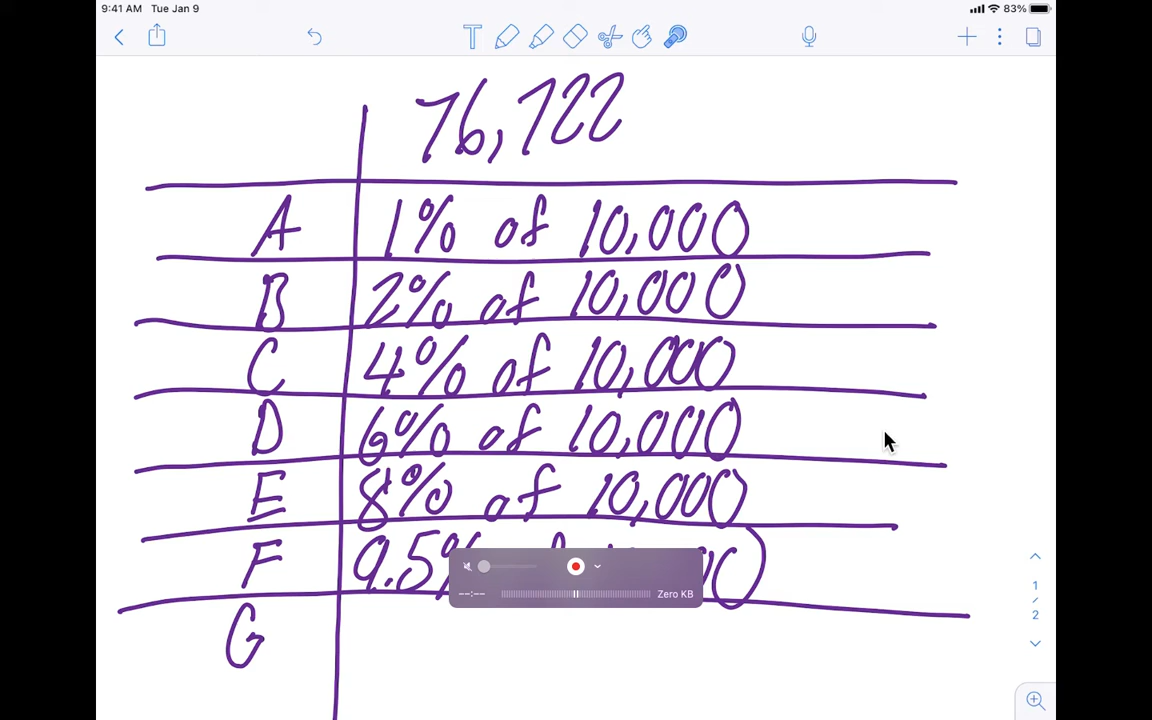 9:41 AM Tue Jan 9
83%
76,722
A 1% of 10,000
B 2% of 10,000
C 4% of 10,000
D 6% of 10,000
E 8% of 10,000
F 9.5%
--:-- Zero KB
G
1
/
2